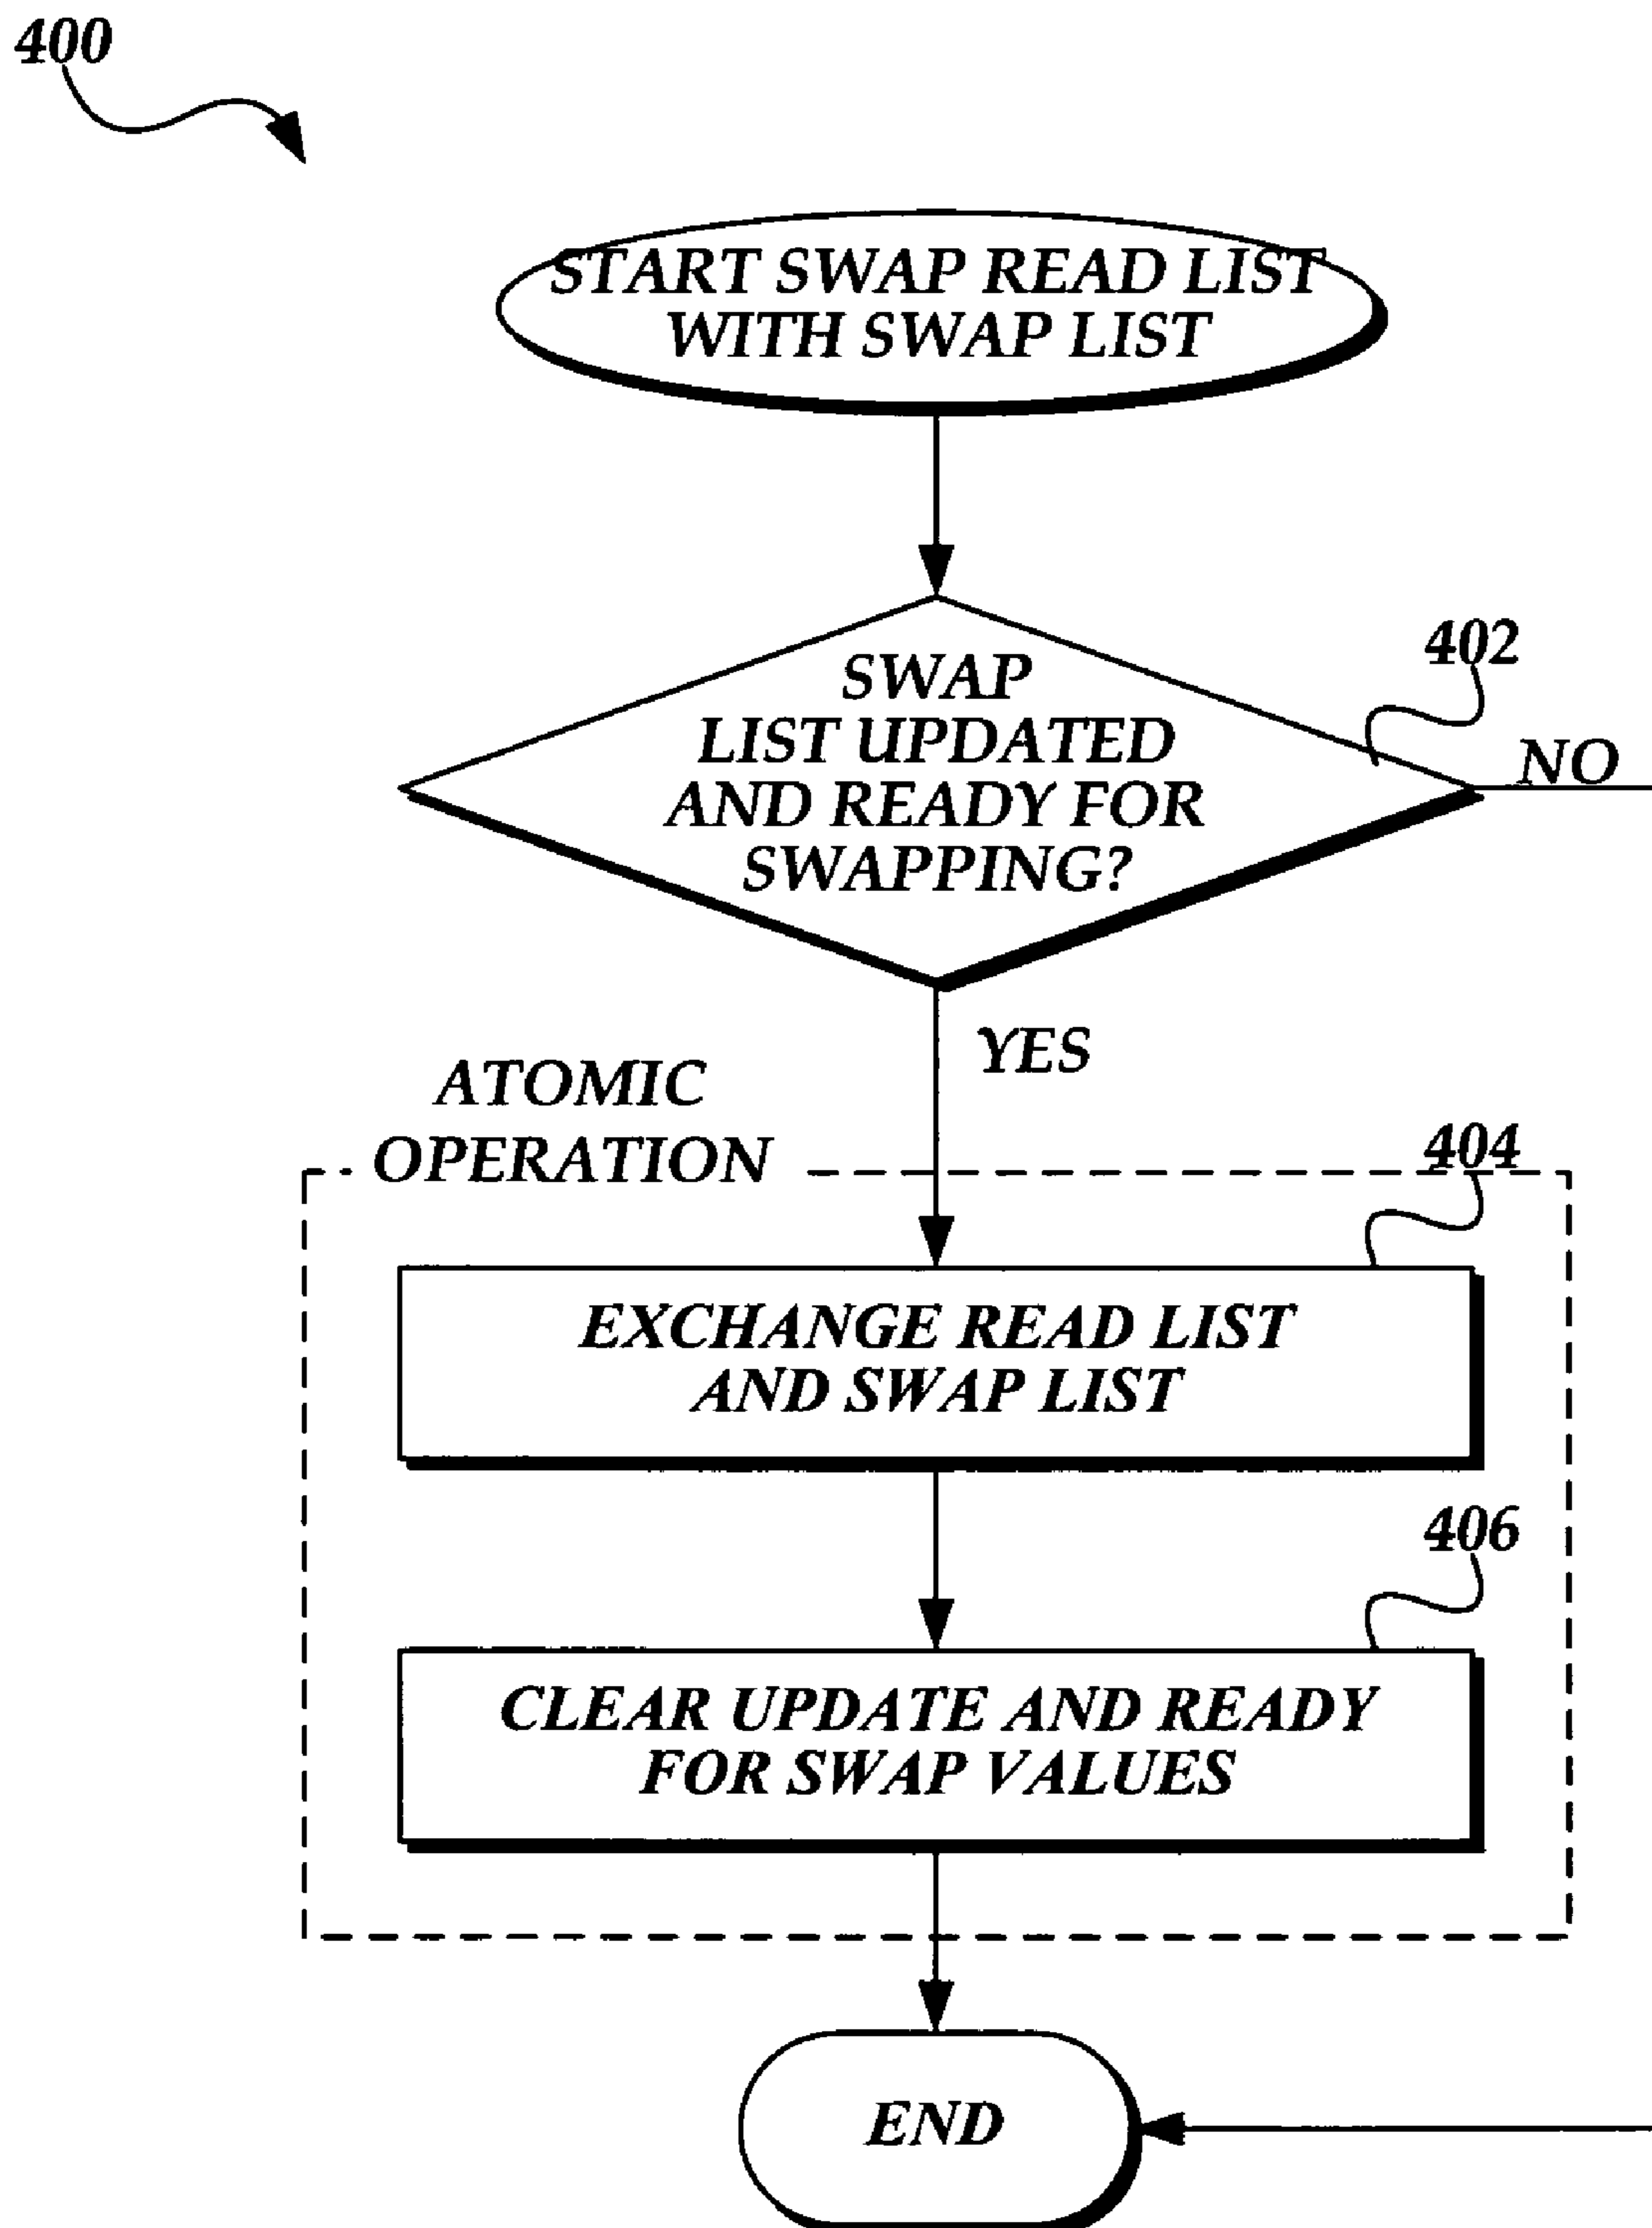 400
START SWAP READ LIST
WITH SWAP LIST
402
SWAP
LIST UPDATED
AND READY FOR
SWAPPING?
NO
YES
ATOMIC
OPERATION
404
EXCHANGE READ LIST
AND SWAP LIST
406
CLEAR UPDATE AND READY
FOR SWAP VALUES
END